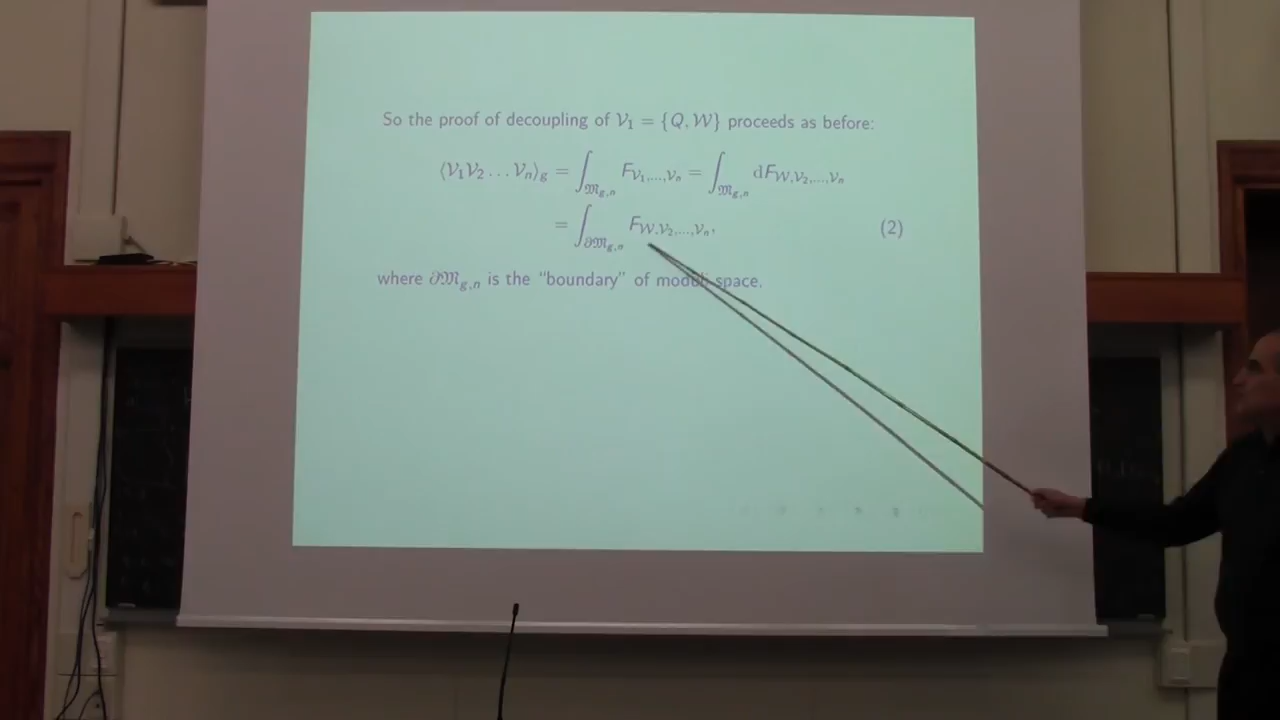 So the proof of decoupling of 𝒱₁ = {Q, 𝒲} proceeds as before:
⟨𝒱₁𝒱₂ … 𝒱ₙ⟩_g = ∫_{𝔐_{g,n}} F_{𝒱₁,…,𝒱ₙ} = ∫_{𝔐_{g,n}} dF_{𝒲,𝒱₂,…,𝒱ₙ}
= ∫_{∂𝔐_{g,n}} F_{𝒲,𝒱₂,…,𝒱ₙ}, (2)
where ∂𝔐_{g,n} is the “boundary” of moduli space.